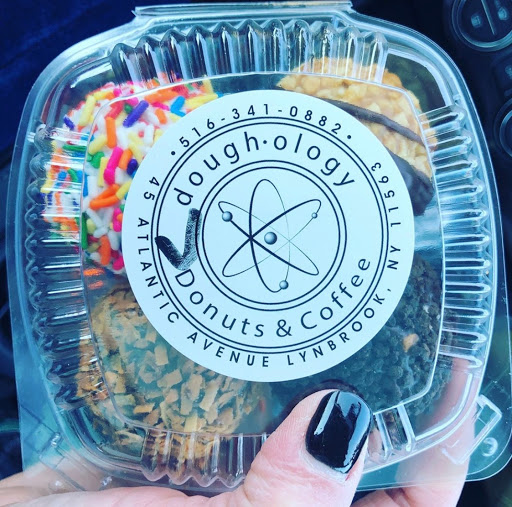 •516-341-0882•
dough•ology
Donuts & Coffee
45 ATLANTIC AVENUE LYNBROOK, NY 11563